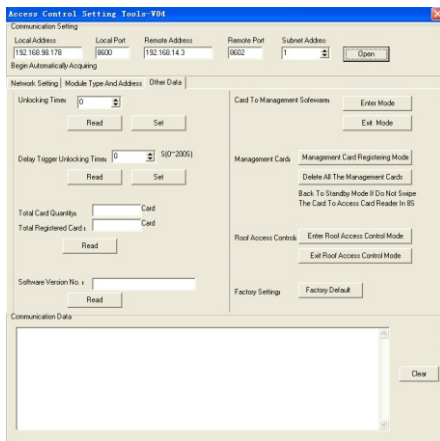 Access Control Setting Tools-V04
Communication Setting
Local Address Local Port Remote Address Remote Port Subnet Addres:
192.168.98.178 8600 192.168.14.3 8602 1 Open
Begin Automatically Acquiring
Network Setting Module Type And Address Other Data
Unlocking Time: 0
Read Set
Card To Management Sofeware: Enter Mode
Exit Mode
Delay Trigger Unlocking Time: 0 S(0~2005)
Read Set
Management Card: Management Card Registering Mode
Delete All The Management Cards
Back To Standby Mode If Do Not Swipe
The Card To Access Card Reader In 8S
Total Card Quantity: Card
Total Registered Card : Card
Read
Roof Access Control: Enter Roof Access Control Mode
Exit Roof Access Control Mode
Software Version No. :
Read
Factory Setting: Factory Default
Communication Data
Clear